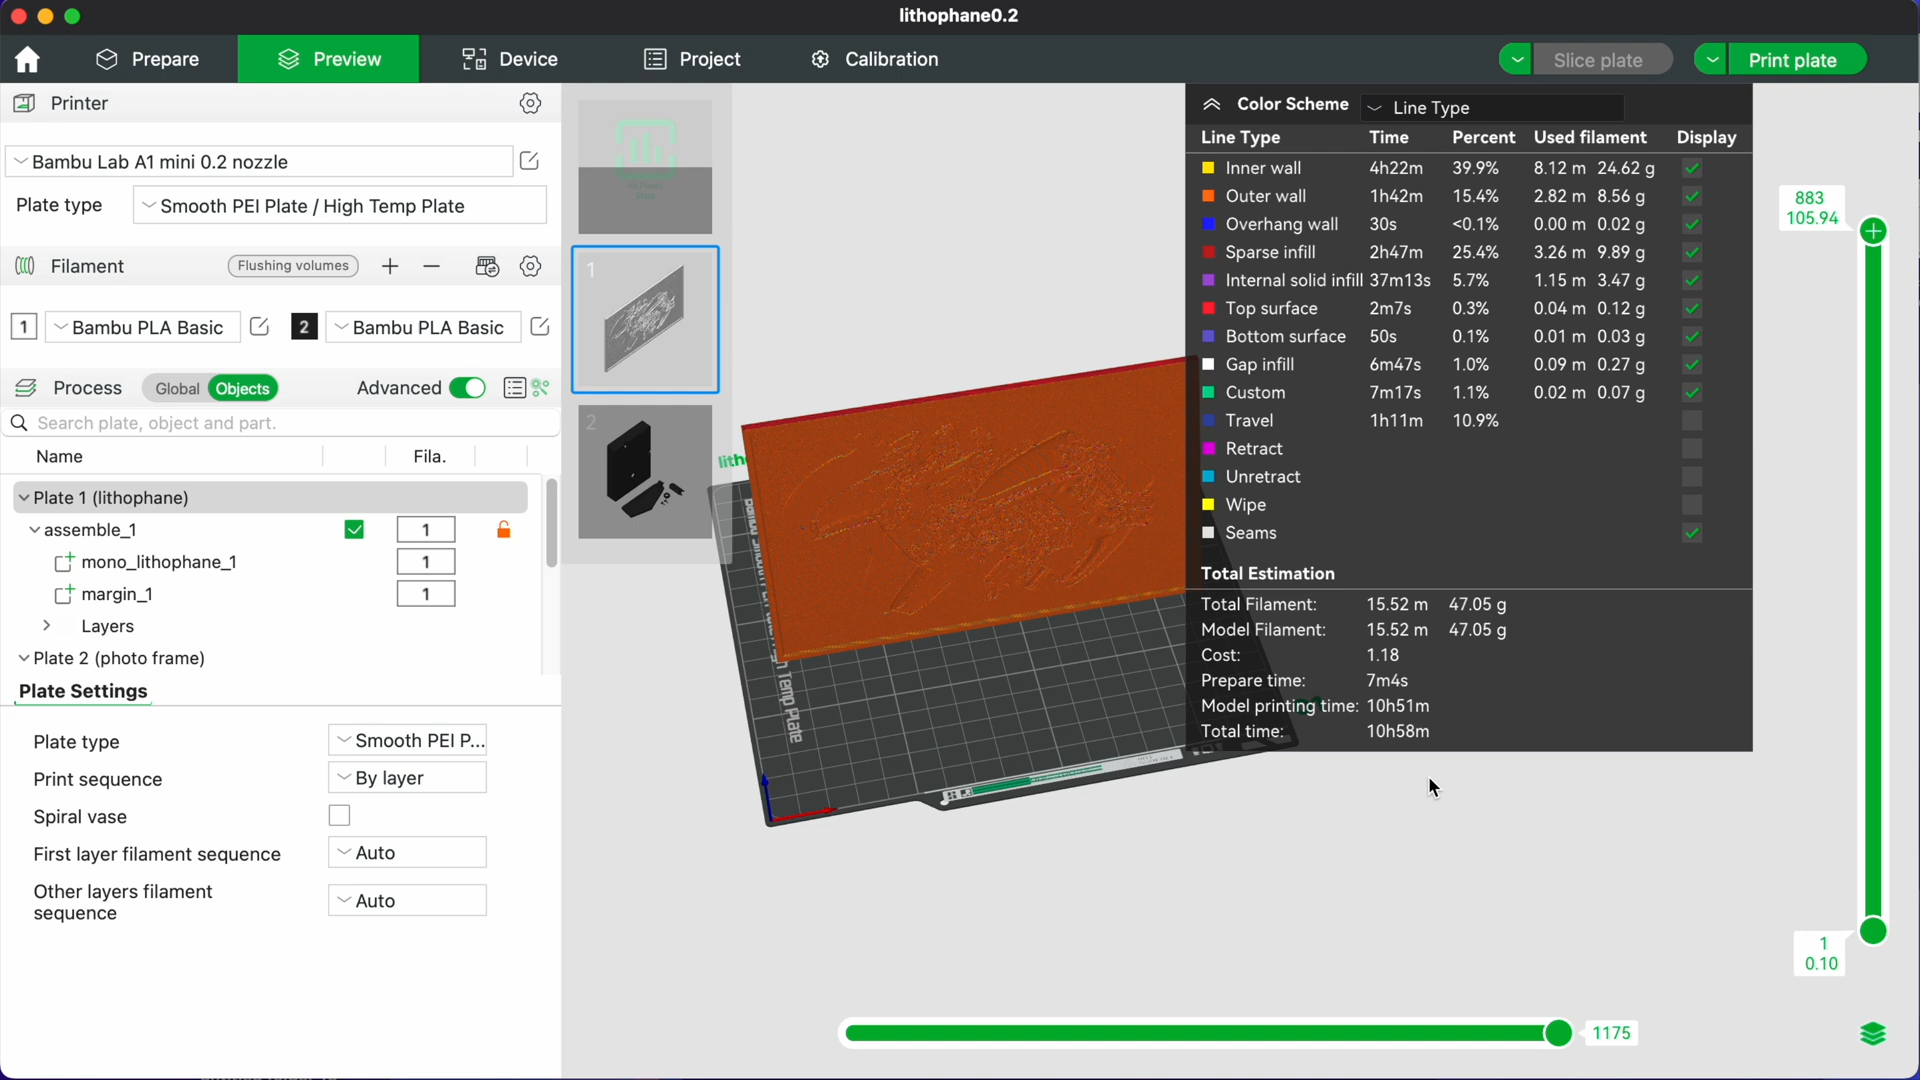 lithophane0.2
Prepare
Preview
Device
Project
Calibration
Slice plate
Print plate
Printer
Bambu Lab A1 mini 0.2 nozzle
Plate type
Smooth PEI Plate / High Temp Plate
Filament
Flushing volumes
1
Bambu PLA Basic
2
Bambu PLA Basic
Process
Global
Objects
Advanced
Search plate, object and part.
Name
Fila.
Plate 1 (lithophane)
assemble_1
1
mono_lithophane_1
1
margin_1
1
Layers
Plate 2 (photo frame)
Plate Settings
Plate type
Smooth PEI P...
Print sequence
By layer
Spiral vase
First layer filament sequence
Auto
Other layers filament
sequence
Auto
All Plates
Stats
1
2
Color Scheme
Line Type
Line Type Time Percent Used filament Display
Inner wall 4h22m 39.9% 8.12 m 24.62 g
Outer wall 1h42m 15.4% 2.82 m 8.56 g
Overhang wall 30s <0.1% 0.00 m 0.02 g
Sparse infill 2h47m 25.4% 3.26 m 9.89 g
Internal solid infill 37m13s 5.7% 1.15 m 3.47 g
Top surface 2m7s 0.3% 0.04 m 0.12 g
Bottom surface 50s 0.1% 0.01 m 0.03 g
Gap infill 6m47s 1.0% 0.09 m 0.27 g
Custom 7m17s 1.1% 0.02 m 0.07 g
Travel 1h11m 10.9%
Retract
Unretract
Wipe
Seams
Total Estimation
Total Filament: 15.52 m 47.05 g
Model Filament: 15.52 m 47.05 g
Cost: 1.18
Prepare time: 7m4s
Model printing time: 10h51m
Total time: 10h58m
883
105.94
1
0.10
1175
lith
Temp Plate